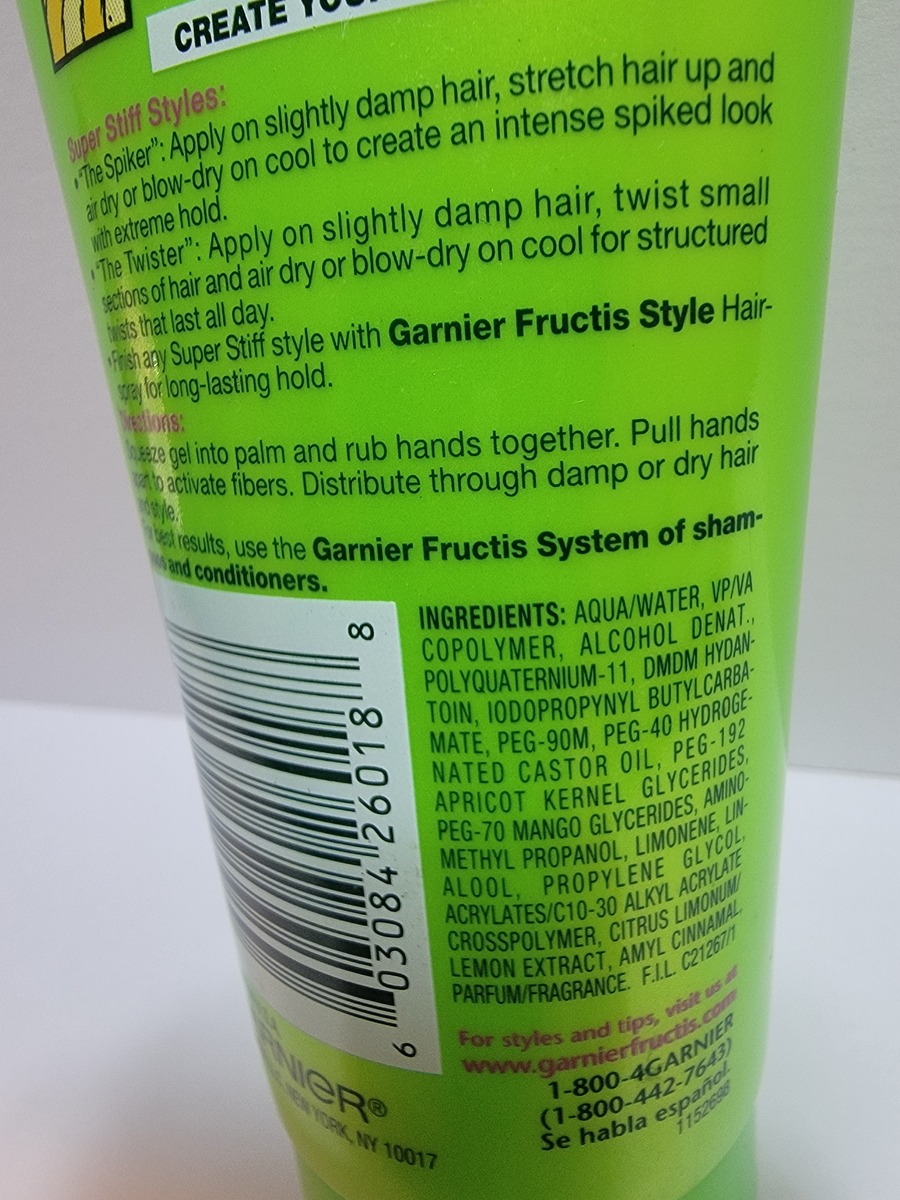 CREATE YOUR
Super Stiff Styles:
•"The Spiker": Apply on slightly damp hair, stretch hair up and
air dry or blow-dry on cool to create an intense spiked look
with extreme hold.
•"The Twister": Apply on slightly damp hair, twist small
sections of hair and air dry or blow-dry on cool for structured
twists that last all day.
•Finish any Super Stiff style with Garnier Fructis Style Hair-
spray for long-lasting hold.
Directions:
Squeeze gel into palm and rub hands together. Pull hands
apart to activate fibers. Distribute through damp or dry hair
and style.
For best results, use the Garnier Fructis System of sham-
and conditioners.
INGREDIENTS: AQUA/WATER, VP/VA
COPOLYMER, ALCOHOL DENAT.,
POLYQUATERNIUM-11, DMDM HYDAN-
TOIN, IODOPROPYNYL BUTYLCARBA-
MATE, PEG-90M, PEG-40 HYDROGE-
NATED CASTOR OIL, PEG-192
APRICOT KERNEL GLYCERIDES,
PEG-70 MANGO GLYCERIDES, AMINO-
METHYL PROPANOL, LIMONENE, LIN-
ALOOL, PROPYLENE GLYCOL,
ACRYLATES/C10-30 ALKYL ACRYLATE
CROSSPOLYMER, CITRUS LIMONUM/
LEMON EXTRACT, AMYL CINNAMAL,
PARFUM/FRAGRANCE. F.I.L. C21267/1
6 03084 26018 8
For styles and tips, visit us at
www.garnierfructis.com
1-800-4GARNIER
(1-800-442-7643)
Se habla español.
1152698
GARNIER®
NEW YORK, NY 10017